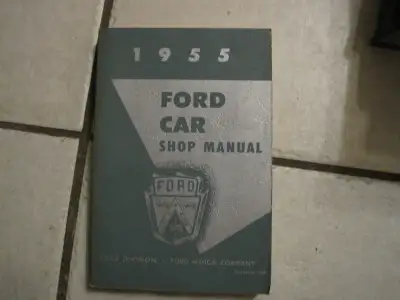 1955
FORD
CAR
SHOP MANUAL
FORD
FORD DIVISION FORD MOTOR COMPANY